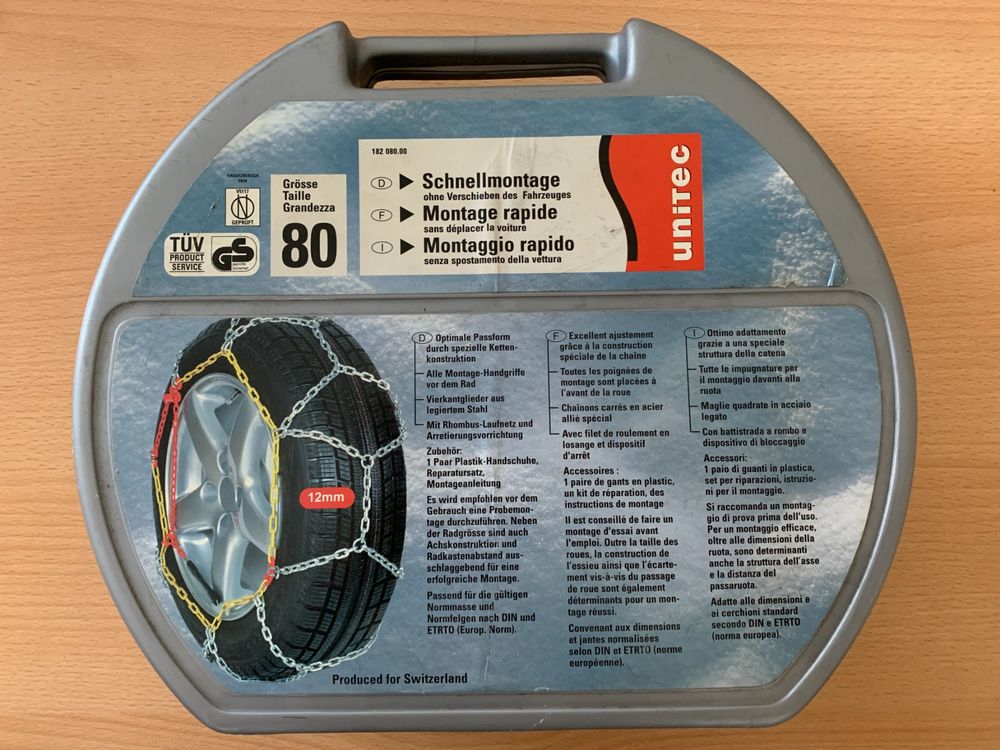 182 080.00
EINSATZBEREICH
PKW
V5117
N
GEPRÜFT
TÜV
PRODUCT
SERVICE
GS
Grösse
Taille
Grandezza
80
D Schnellmontage
ohne Verschieben des Fahrzeuges
F Montage rapide
sans déplacer la voiture
I Montaggio rapido
senza spostamento della vettura
unitec
12mm
D Optimale Passform
durch spezielle Ketten-
konstruktion
Alle Montage-Handgriffe
vor dem Rad
Vierkantglieder aus
legiertem Stahl
Mit Rhombus-Laufnetz und
Arretierungsvorrichtung
Zubehör:
1 Paar Plastik-Handschuhe,
Reparatursatz,
Montageanleitung
Es wird empfohlen vor dem
Gebrauch eine Probemon-
tage durchzuführen. Neben
der Radgrösse sind auch
Achskonstruktion und
Radkastenabstand aus-
schlaggebend für eine
erfolgreiche Montage.
Passend für die gültigen
Normmasse und
Normfelgen nach DIN und
ETRTO (Europ. Norm).
F Excellent ajustement
grâce à la construction
spéciale de la chaîne
Toutes les poignées de
montage sont placées à
l'avant de la roue
Chaînons carrés en acier
allié spécial
Avec filet de roulement en
losange et dispositif
d'arrêt
Accessoires :
1 paire de gants en plastic,
un kit de réparation, des
instructions de montage
Il est conseillé de faire un
montage d'essai avant
l'emploi. Outre la taille des
roues, la construction de
l'essieu ainsi que l'écarte-
ment vis-à-vis du passage
de roue sont également
déterminants pour un mon-
tage réussi.
Convenant aux dimensions
et jantes normalisées
selon DIN et ETRTO (norme
européenne).
I Ottimo adattamento
grazie a una speciale
struttura della catena
Tutte le impugnature per
il montaggio davanti alla
ruota
Maglie quadrate in acciaio
legato
Con battistrada a rombo e
dispositivo di bloccaggio
Accessori:
1 paio di guanti in plastica,
set per riparazioni, istruzio-
ni per il montaggio.
Si raccomanda un montag-
gio di prova prima dell'uso.
Per un montaggio efficace,
oltre alle dimensioni della
ruota, sono determinanti
anche la struttura dell'asse
e la distanza del
passaruota.
Adatte alle dimensioni e
ai cerchioni standard
secondo DIN e ETRTO
(norma europea).
Produced for Switzerland